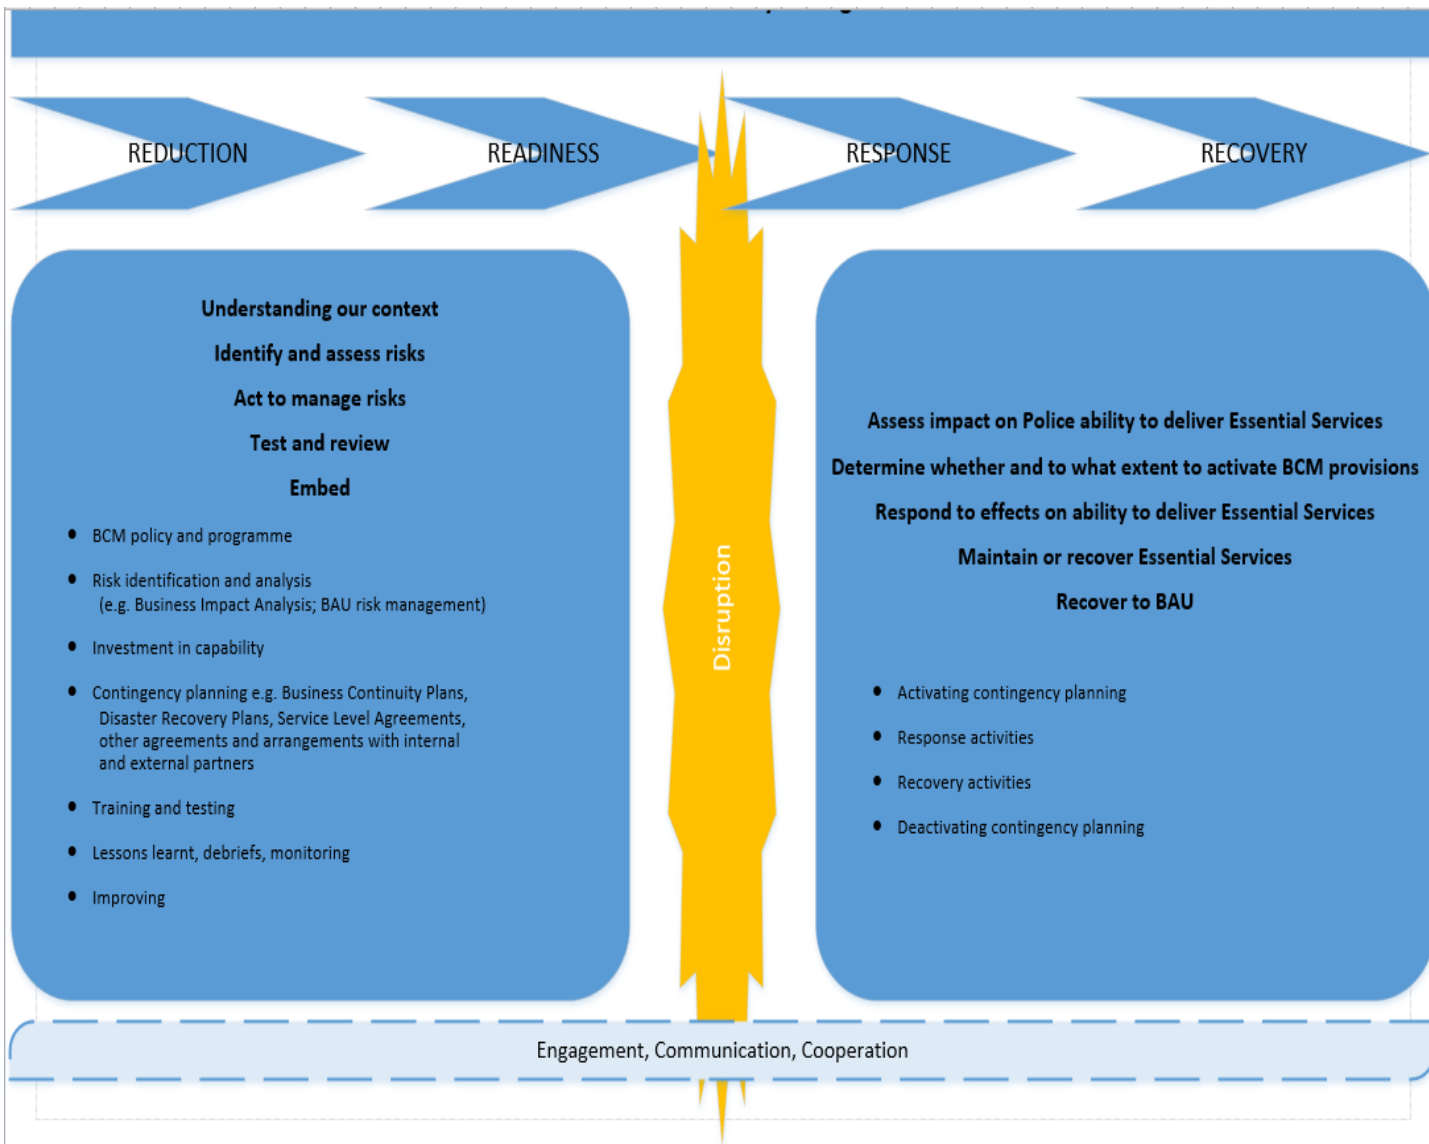 REDUCTION
READINESS
RESPONSE
RECOVERY
Understanding our context
Identify and assess risks
Act to manage risks
Test and review
Embed
• BCM policy and programme
• Risk identification and analysis
(e.g. Business Impact Analysis; BAU risk management)
• Investment in capability
• Contingency planning e.g. Business Continuity Plans,
Disaster Recovery Plans, Service Level Agreements,
other agreements and arrangements with internal
and external partners
• Training and testing
• Lessons learnt, debriefs, monitoring
• Improving
Disruption
Assess impact on Police ability to deliver Essential Services
Determine whether and to what extent to activate BCM provisions
Respond to effects on ability to deliver Essential Services
Maintain or recover Essential Services
Recover to BAU
• Activating contingency planning
• Response activities
• Recovery activities
• Deactivating contingency planning
Engagement, Communication, Cooperation